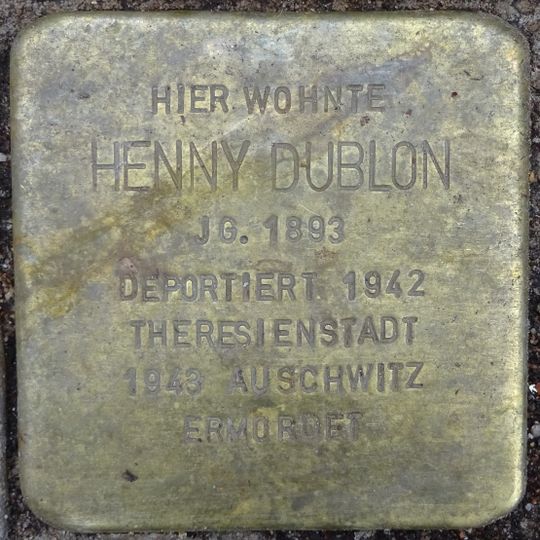 HIER WOHNTE
HENNY DUBLON
JG. 1893
DEPORTIERT 1942
THERESIENSTADT
1943 AUSCHWITZ
ERMORDET